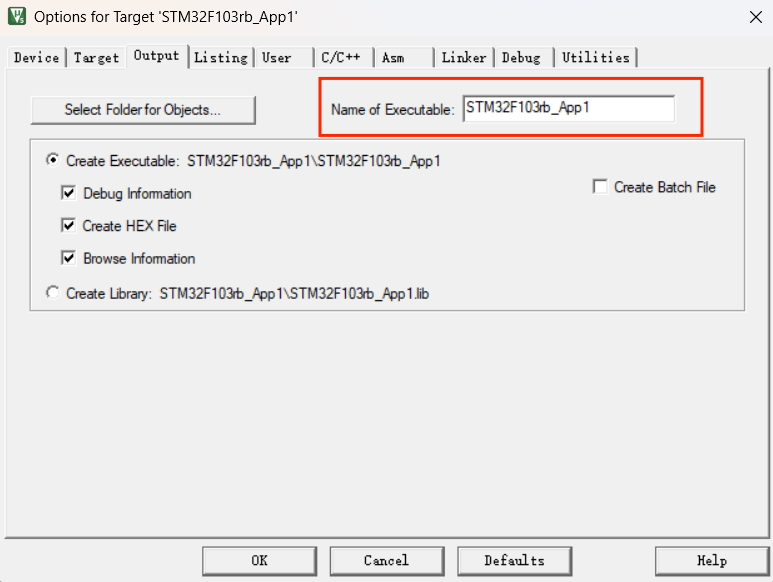 Options for Target 'STM32F103rb_App1'
Device Target Output Listing User C/C++ Asm Linker Debug Utilities
Select Folder for Objects... Name of Executable: STM32F103rb_App1
Create Executable: STM32F103rb_App1\STM32F103rb_App1
Debug Information Create Batch File
Create HEX File
Browse Information
Create Library: STM32F103rb_App1\STM32F103rb_App1.lib
OK Cancel Defaults Help